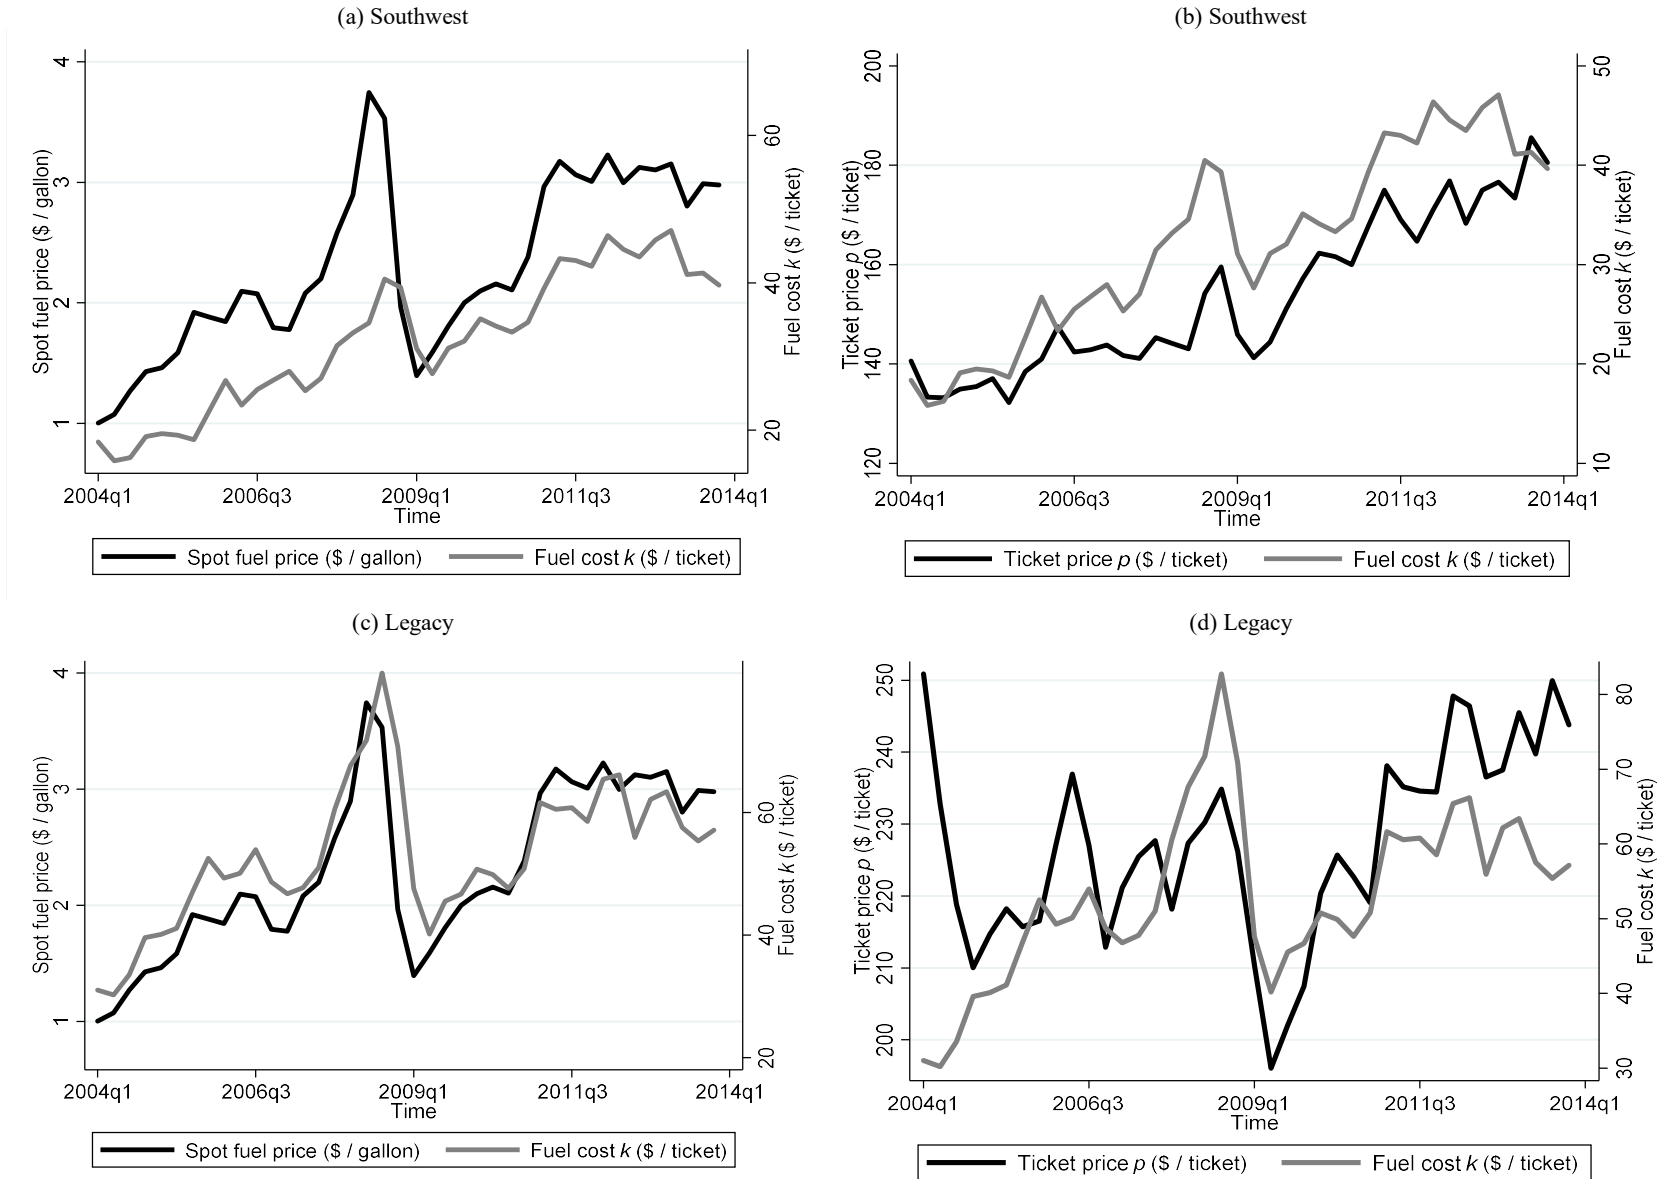 (a) Southwest
Spot fuel price ($ / gallon)
4
3
2
1
60
40
20
Fuel cost k ($ / ticket)
2004q1 2006q3 2009q1 2011q3 2014q1
Time
Spot fuel price ($ / gallon) Fuel cost k ($ / ticket)
(b) Southwest
Ticket price p ($ / ticket)
200
180
160
140
120
50
40
30
20
10
Fuel cost k ($ / ticket)
2004q1 2006q3 2009q1 2011q3 2014q1
Time
Ticket price p ($ / ticket) Fuel cost k ($ / ticket)
(c) Legacy
Spot fuel price ($ / gallon)
4
3
2
1
60
40
20
Fuel cost k ($ / ticket)
2004q1 2006q3 2009q1 2011q3 2014q1
Time
Spot fuel price ($ / gallon) Fuel cost k ($ / ticket)
(d) Legacy
Ticket price p ($ / ticket)
250
240
230
220
210
200
80
70
60
50
40
30
Fuel cost k ($ / ticket)
2004q1 2006q3 2009q1 2011q3 2014q1
Time
Ticket price p ($ / ticket) Fuel cost k ($ / ticket)